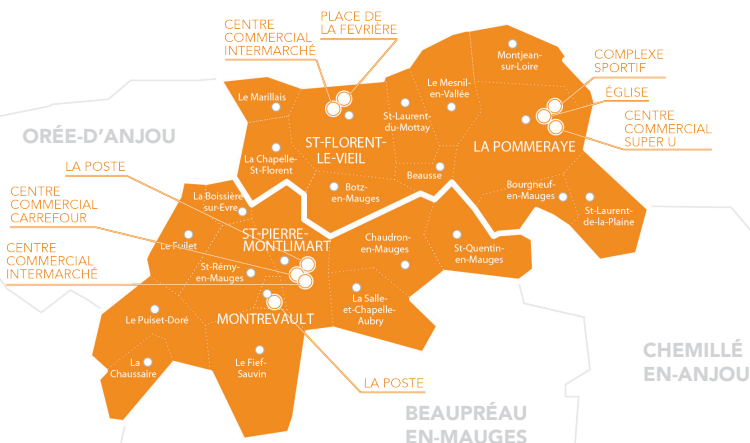 PLACE DE
LA FEVRIÈRE
CENTRE
COMMERCIAL
INTERMARCHÉ
Montjean-
sur-Loire
COMPLEXE
SPORTIF
Le Mesnil-
en-Vallée
ÉGLISE
Le Marillais
St-Laurent-
du-Mottay
CENTRE
COMMERCIAL
SUPER U
ORÉE-D'ANJOU
ST-FLORENT-
LE-VIEIL
LA POMMERAYE
La Chapelle-
St-Florent
LA POSTE
Beausse
Botz-
en-Mauges
Bourgneuf-
en-Mauges
CENTRE
COMMERCIAL
CARREFOUR
La Boissière
sur-Evre
St-Laurent-
de-la-Plaine
ST-PIERRE-
MONTLIMART
Le Fuilet
Chaudron-
en-Mauges
St-Quentin-
en-Mauges
CENTRE
COMMERCIAL
INTERMARCHÉ
St-Rémy-
en-Mauges
La Salle-
et-Chapelle-
Aubry
Le Puiset-Doré
MONTREVAULT
CHEMILLÉ
EN-ANJOU
La
Chaussaire
Le Fief-
Sauvin
LA POSTE
BEAUPRÉAU
EN-MAUGES